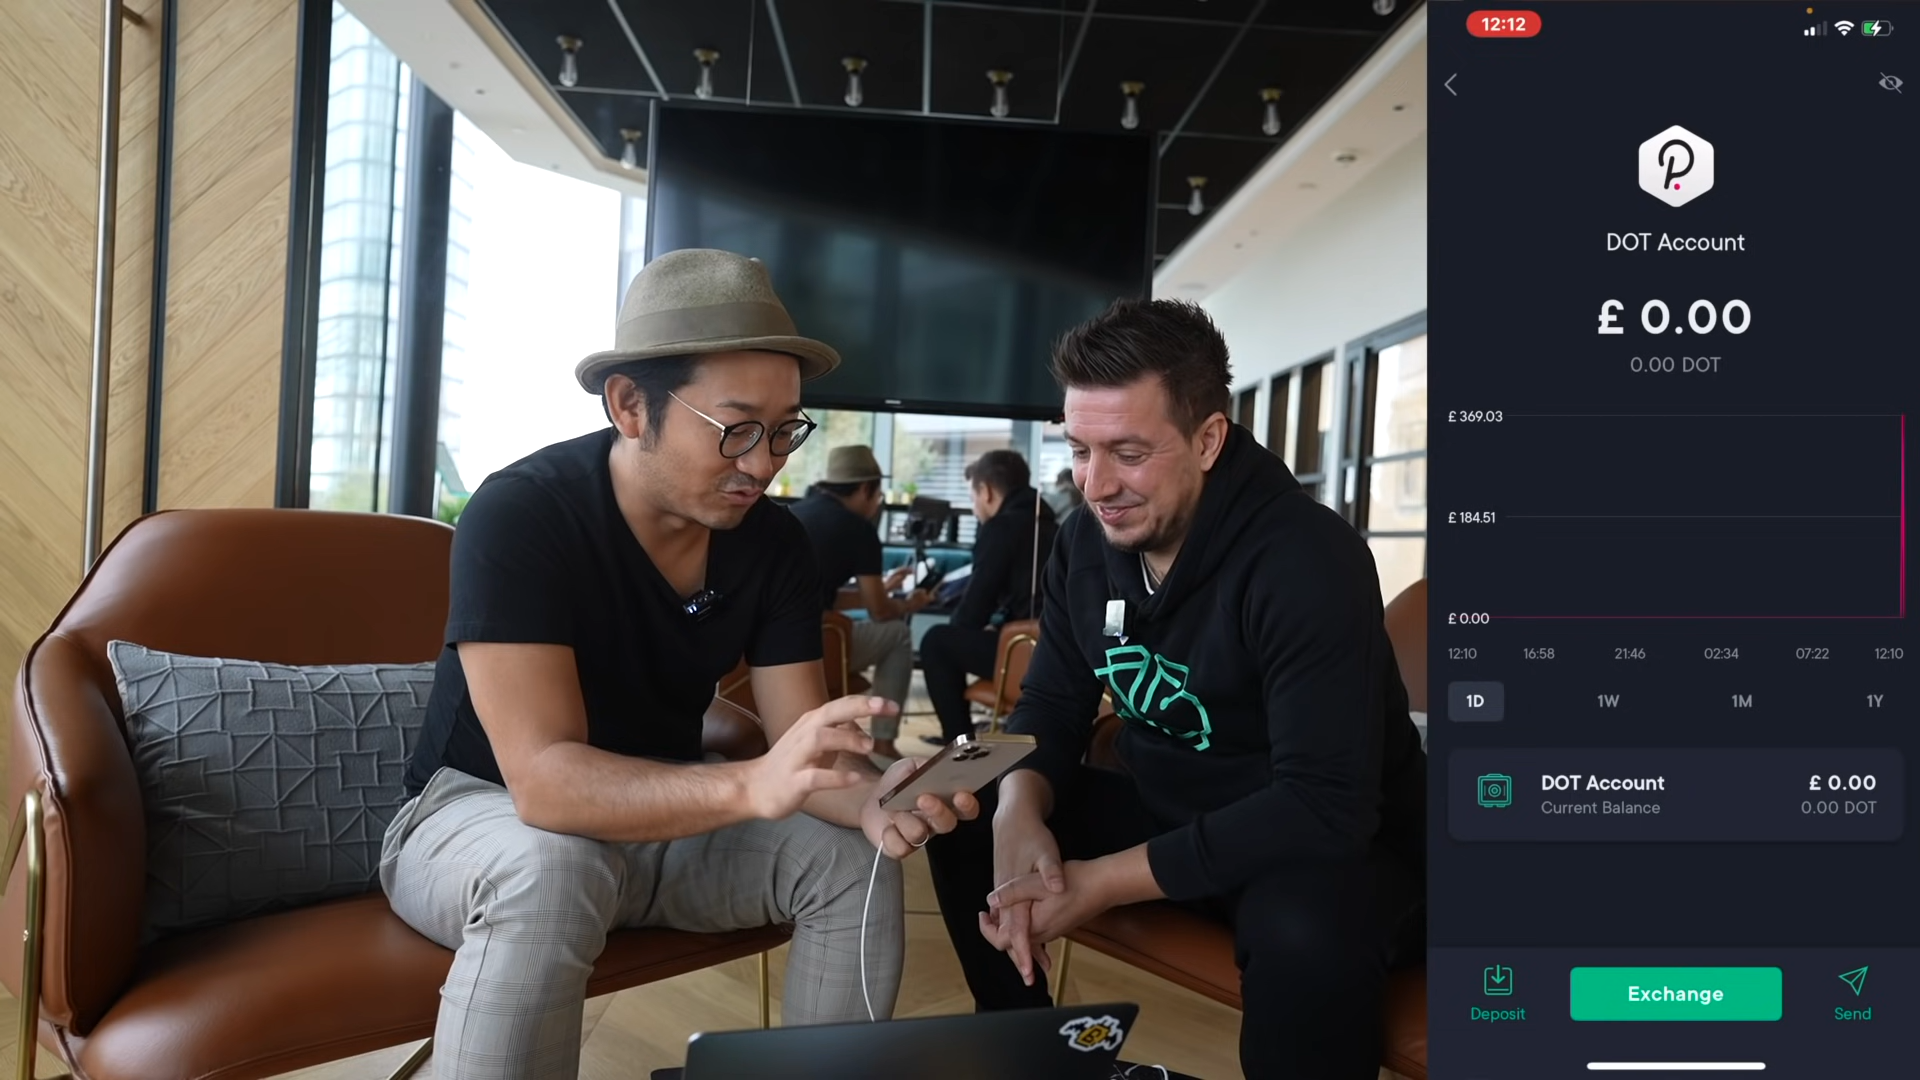 12:12
DOT Account
£ 0.00
0.00 DOT
£ 369.03
£ 184.51
£ 0.00
12:10 16:58 21:46 02:34 07:22 12:10
1D 1W 1M 1Y
DOT Account £ 0.00
Current Balance 0.00 DOT
Deposit Exchange Send